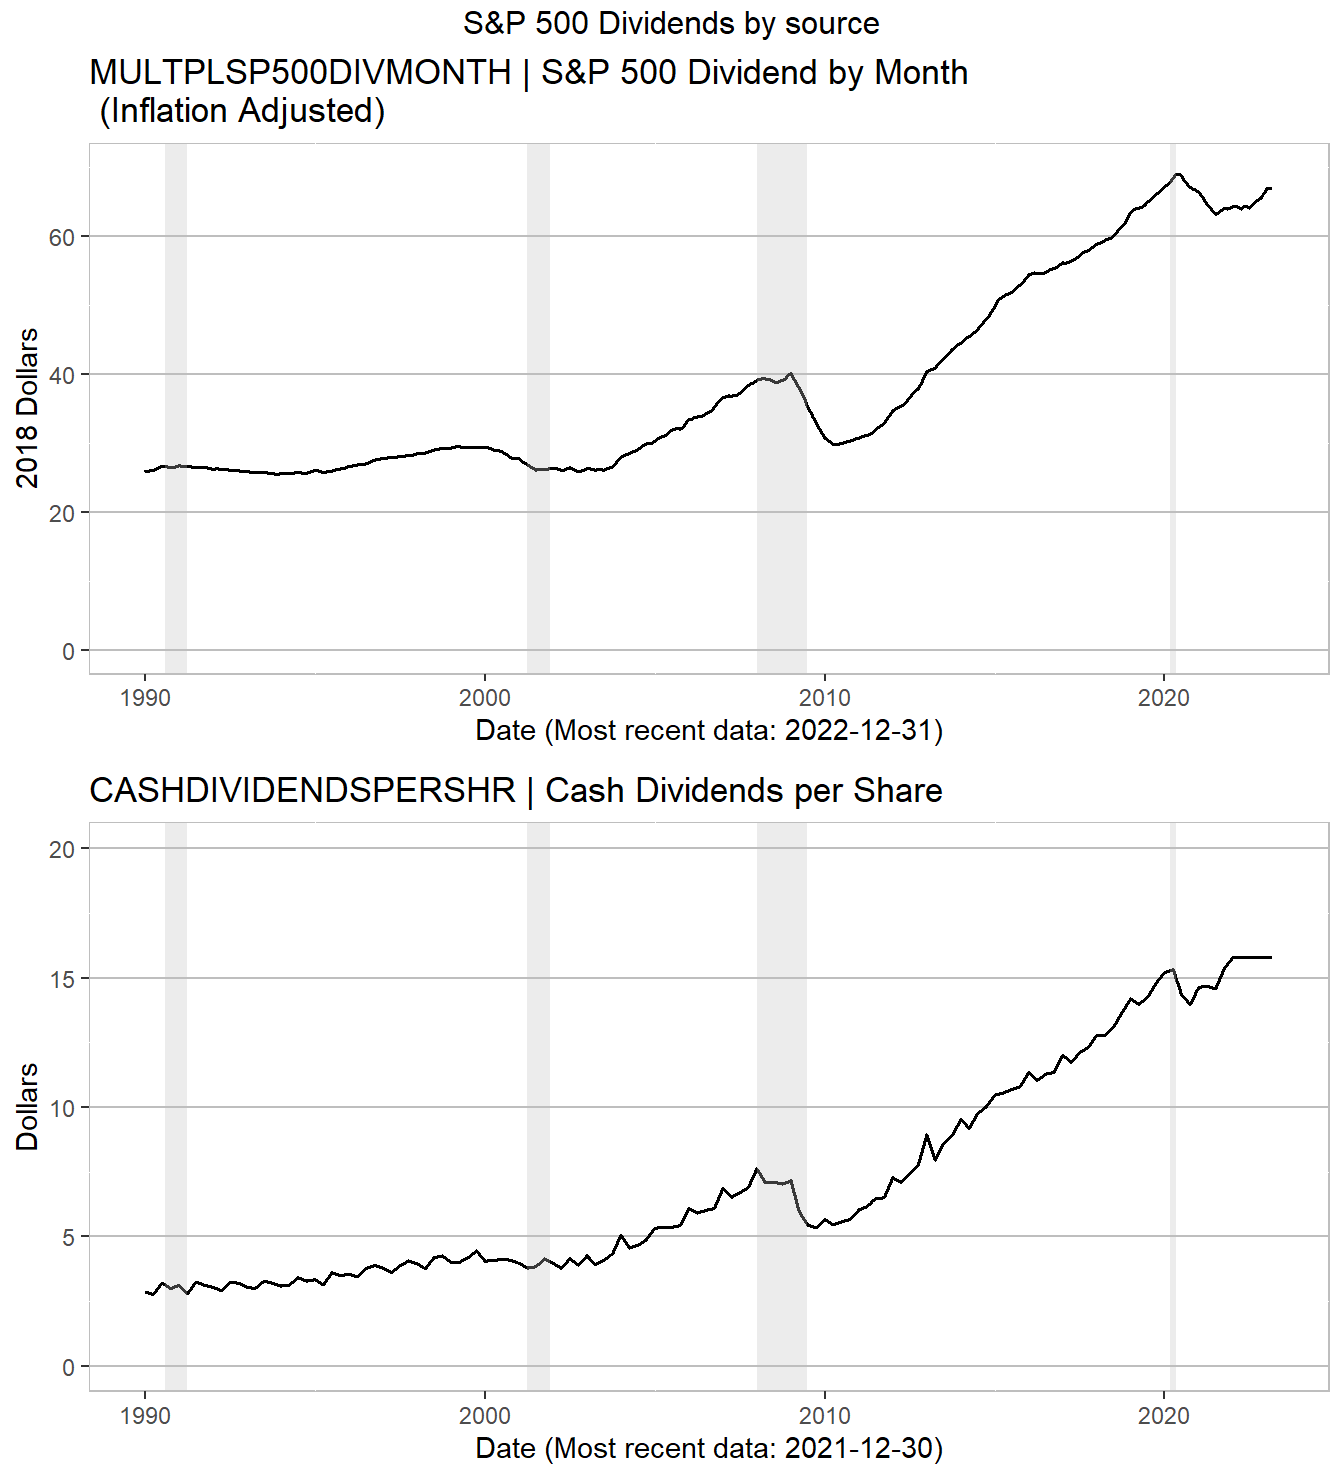 S&P 500 Dividends by source
MULTPLSP500DIVMONTH | S&P 500 Dividend by Month
(Inflation Adjusted)
2018 Dollars
60
40
20
0
1990 2000 2010 2020
Date (Most recent data: 2022-12-31)
CASHDIVIDENDSPERSHR | Cash Dividends per Share
Dollars
20
15
10
5
0
1990 2000 2010 2020
Date (Most recent data: 2021-12-30)